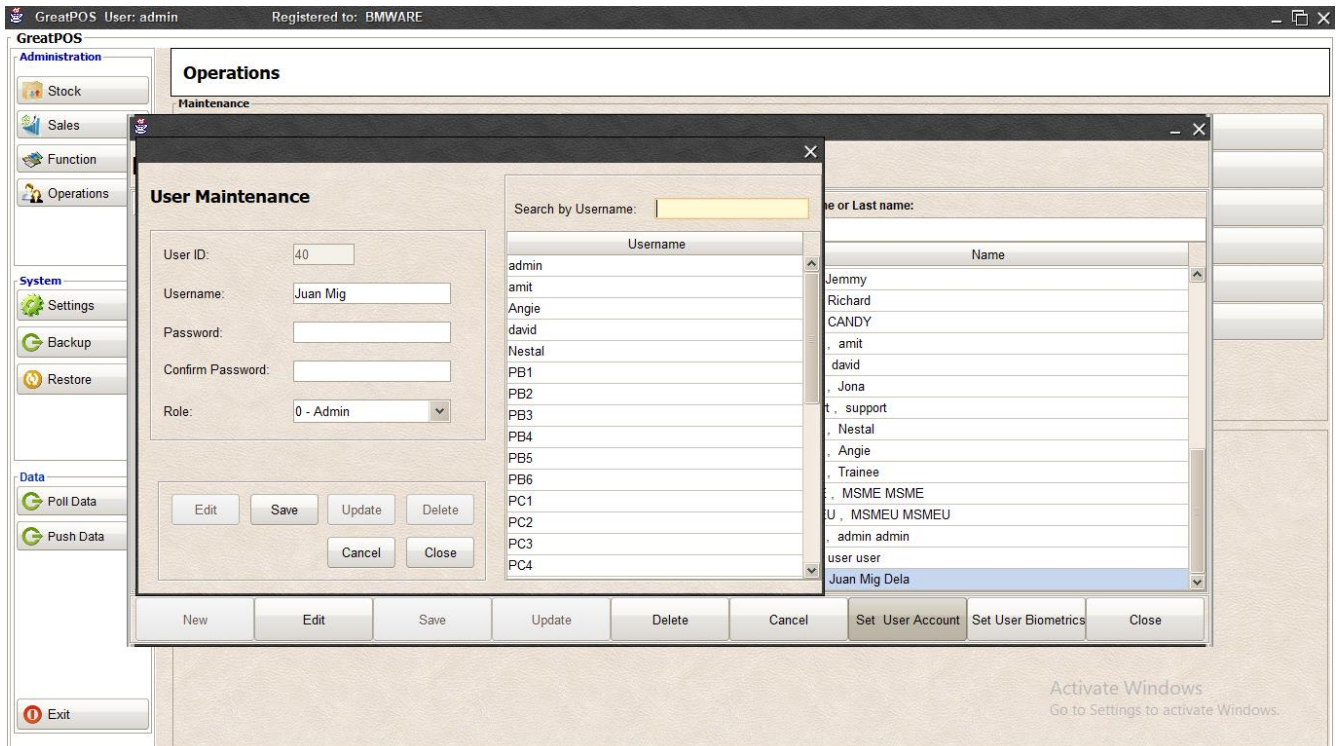 GreatPOS User: admin Registered to: BMWARE
GreatPOS
Administration
Stock
Sales
Function
Operations
System
Settings
Backup
Restore
Data
Poll Data
Push Data
Exit
Operations
Maintenance
User Maintenance
User ID: 40
Username: Juan Mig
Password:
Confirm Password:
Role: 0 - Admin
Edit Save Update Delete
Cancel Close
Search by Username:
Username
admin
amit
Angie
david
Nestal
PB1
PB2
PB3
PB4
PB5
PB6
PC1
PC2
PC3
PC4
or Last name:
Name
Jemmy
Richard
CANDY
, amit
david
, Jona
, support
, Nestal
, Angie
, Trainee
, MSME MSME
, MSMEU MSMEU
, admin admin
user user
Juan Mig Dela
New Edit Save Update Delete Cancel Set User Account Set User Biometrics Close
Activate Windows
Go to Settings to activate Windows.